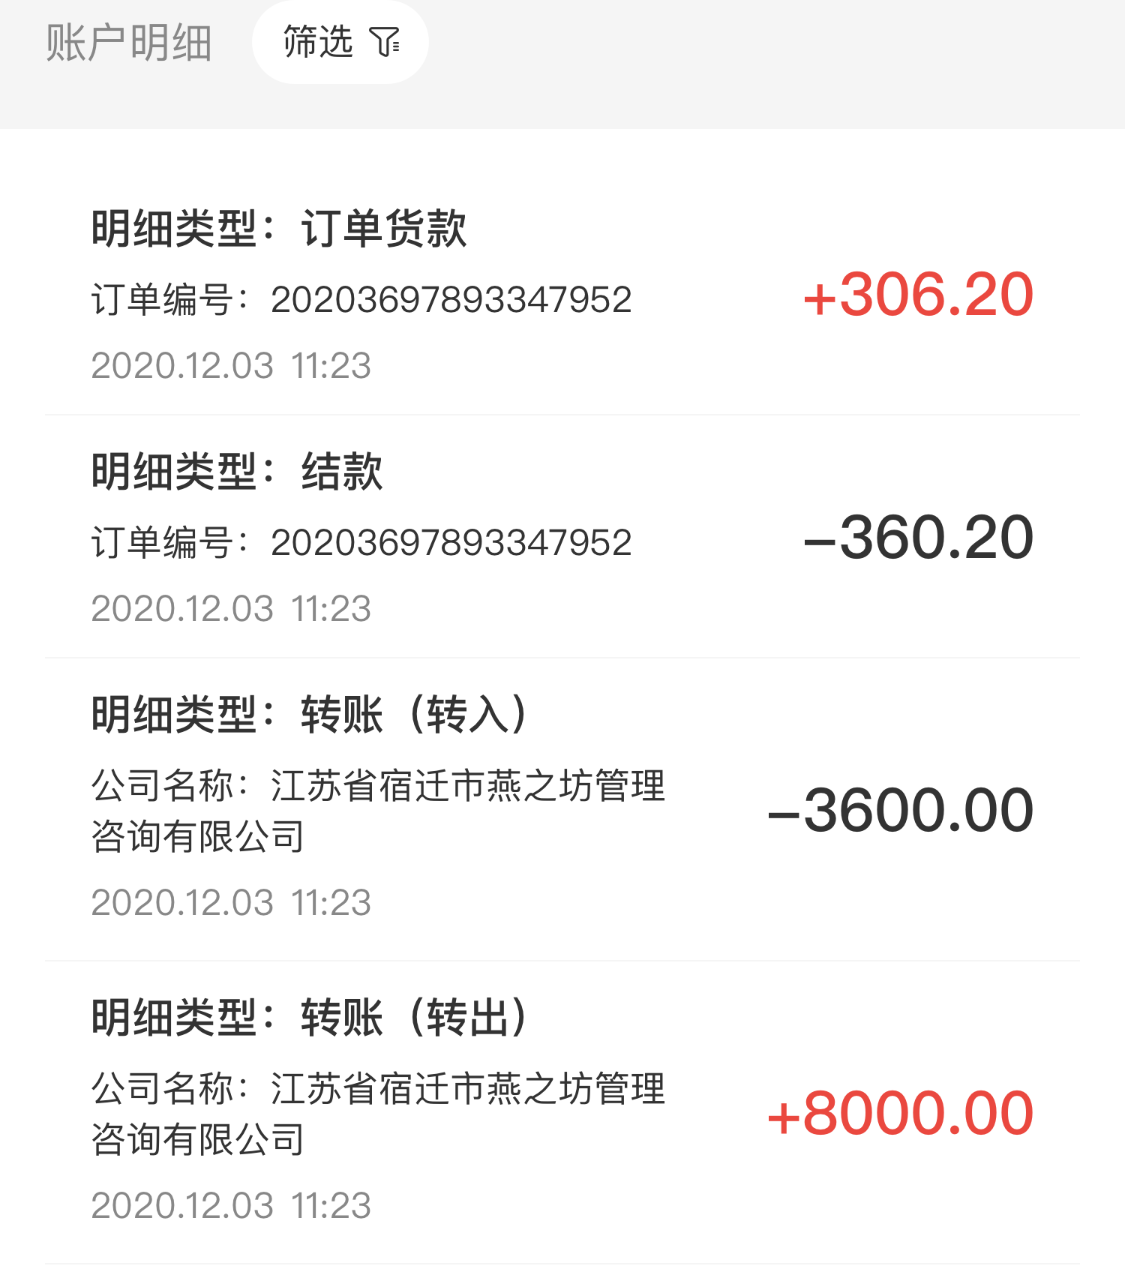 账户明细 筛选
明细类型：订单货款
订单编号：20203697893347952
+306.20
2020.12.03 11:23
明细类型：结款
订单编号：20203697893347952
–360.20
2020.12.03 11:23
明细类型：转账（转入）
公司名称：江苏省宿迁市燕之坊管理
咨询有限公司
–3600.00
2020.12.03 11:23
明细类型：转账（转出）
公司名称：江苏省宿迁市燕之坊管理
咨询有限公司
+8000.00
2020.12.03 11:23